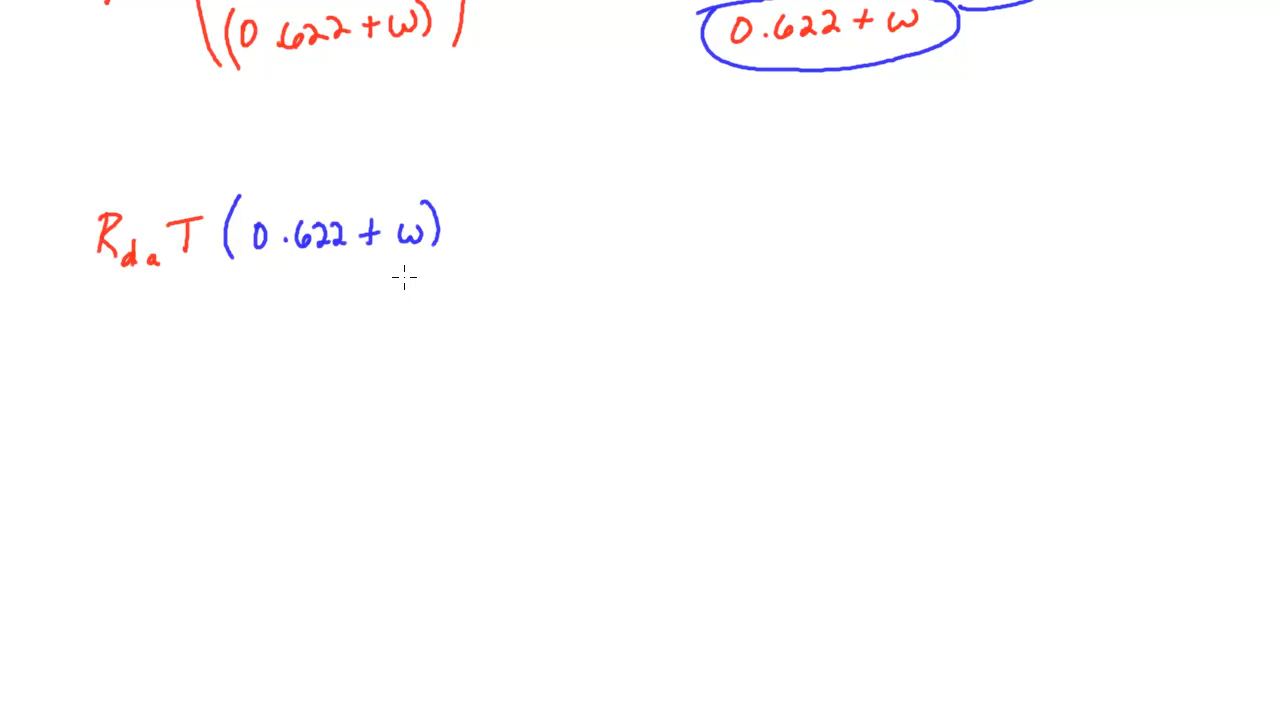 ((0.622 + ω))
0.622 + ω
R_da T (0.622 + ω)